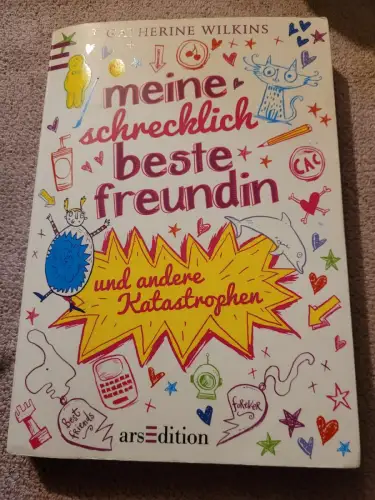 CATHERINE WILKINS
meine
schrecklich
beste
freundin
CAC
und andere
Katastrophen
Best
friends
forever
arsEdition